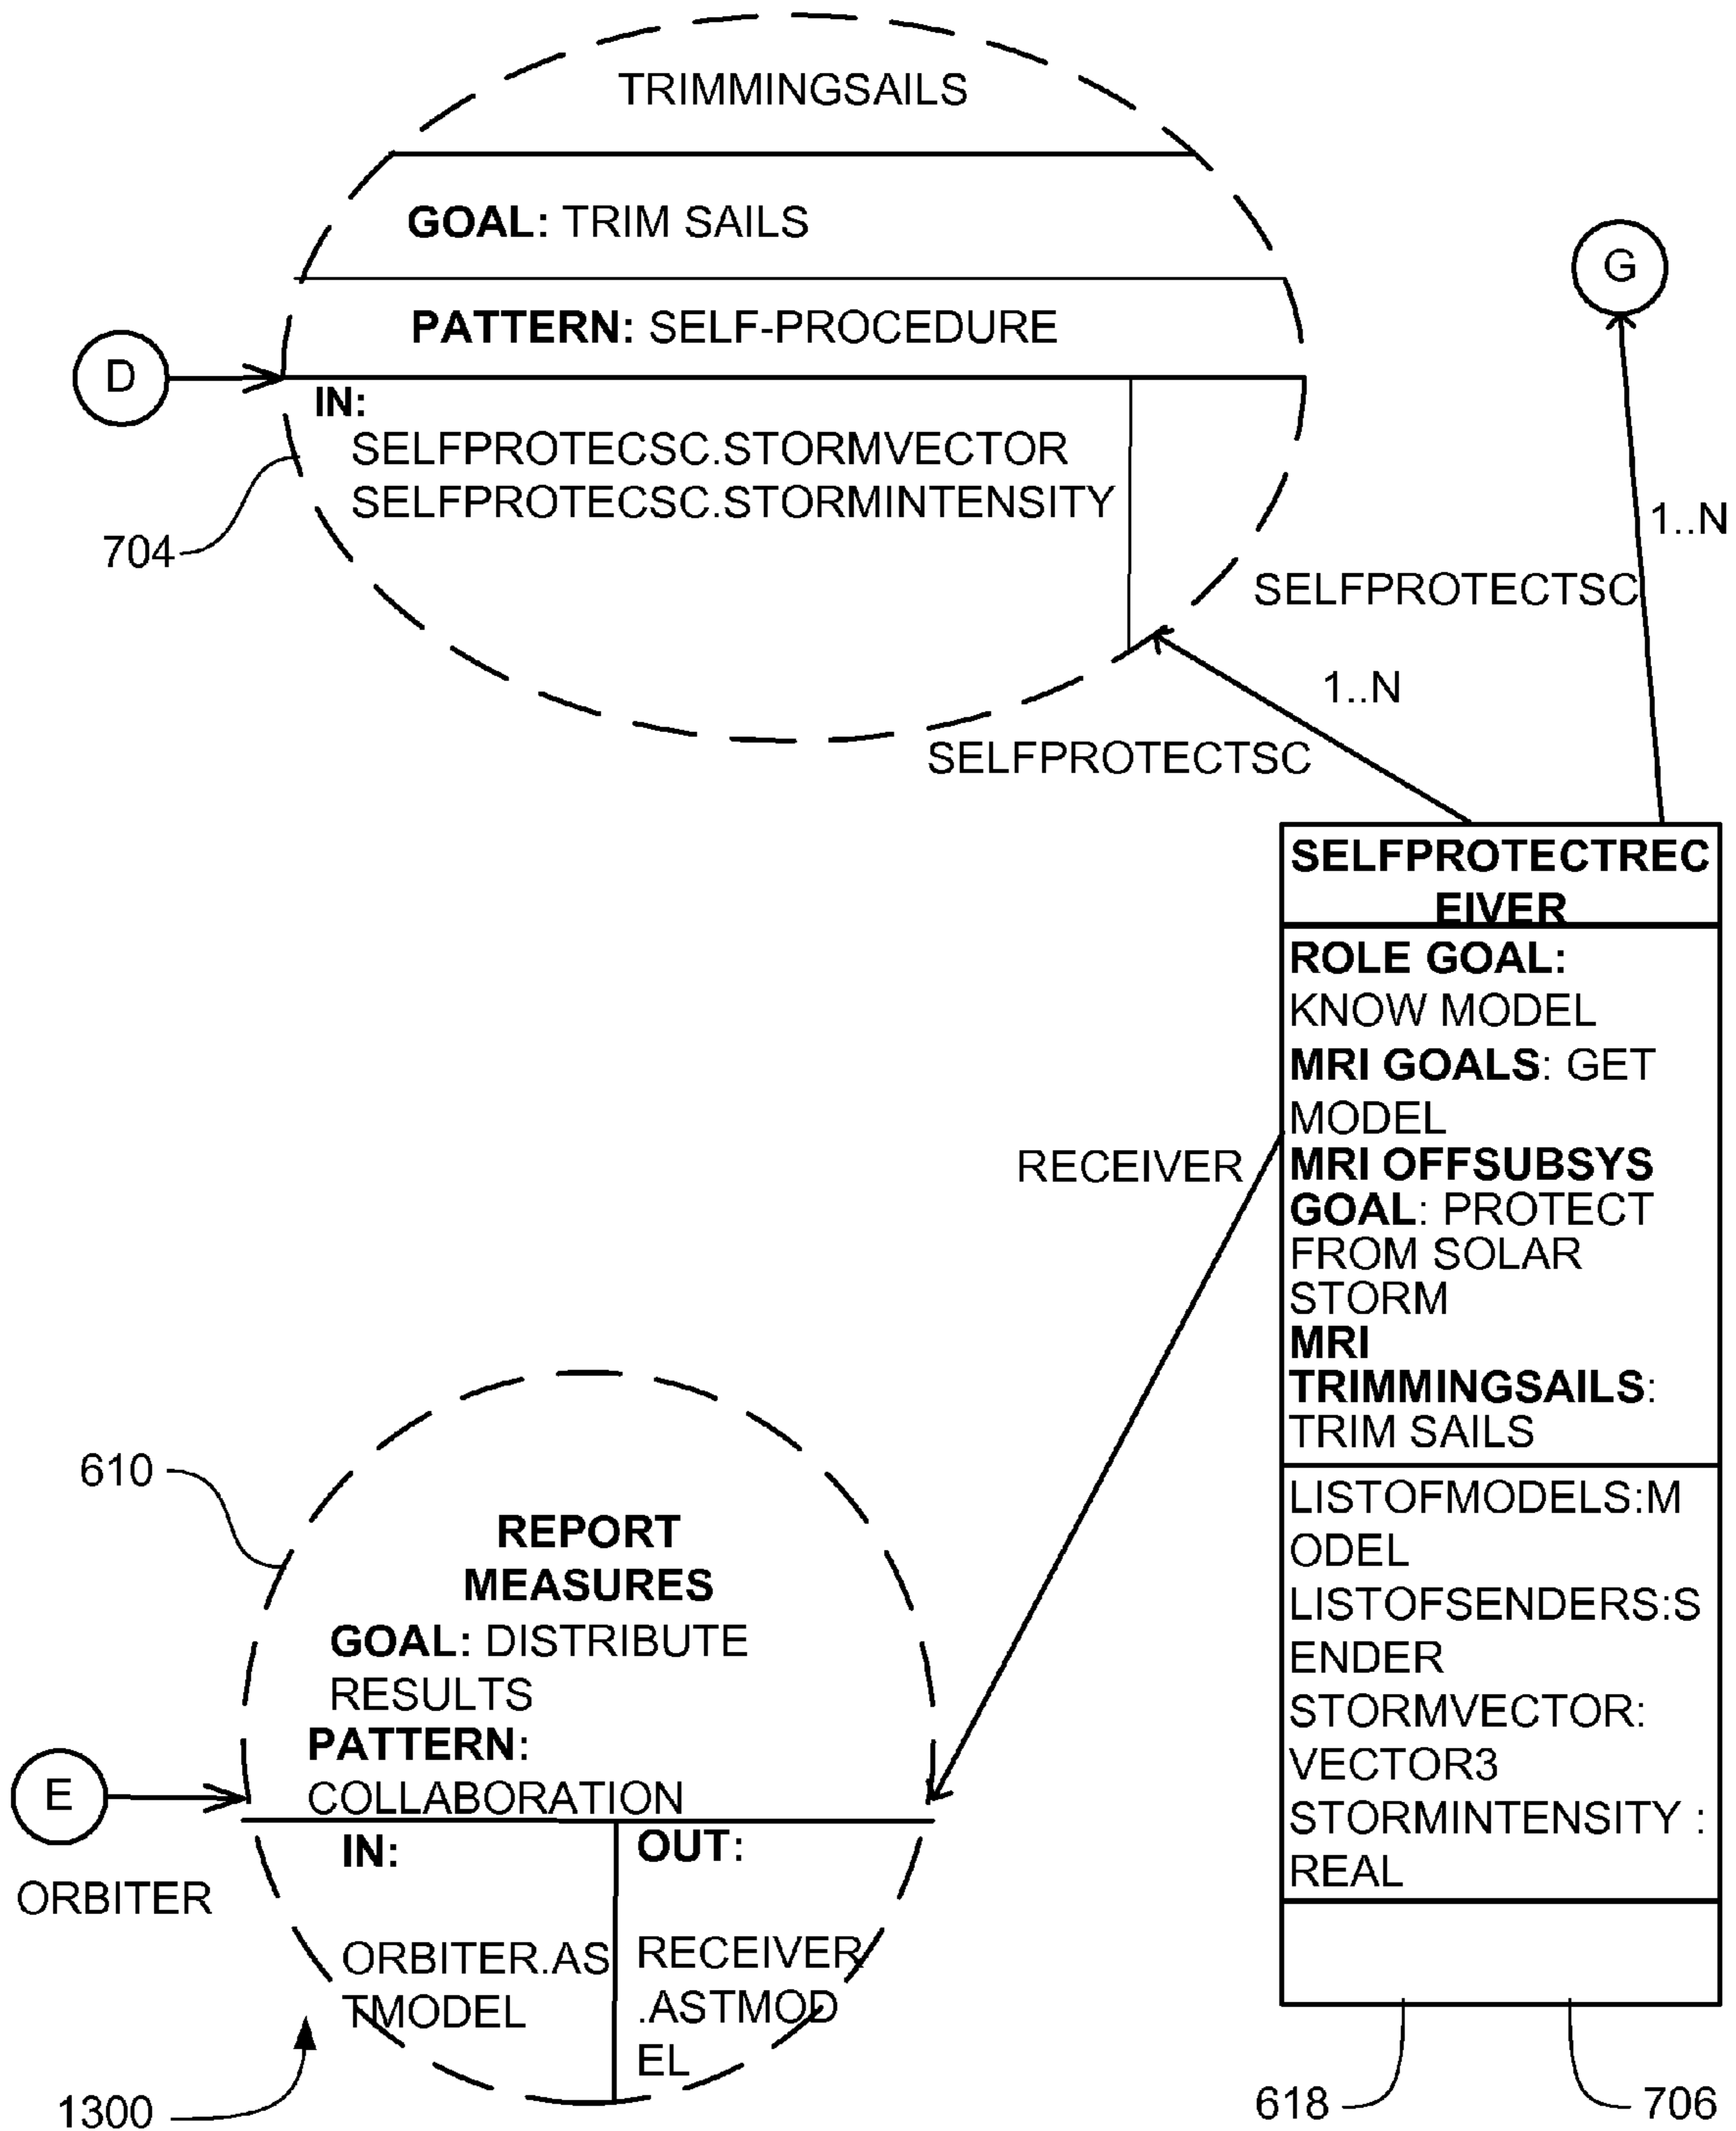 TRIMMINGSAILS
GOAL: TRIM SAILS
G
PATTERN: SELF-PROCEDURE
D
IN:
SELFPROTECSC.STORMVECTOR
SELFPROTECSC.STORMINTENSITY
704
1..N
SELFPROTECTSC
1..N
SELFPROTECTSC
SELFPROTECTREC
EIVER
ROLE GOAL:
KNOW MODEL
MRI GOALS: GET
MODEL
MRI OFFSUBSYS
GOAL: PROTECT
FROM SOLAR
STORM
MRI
TRIMMINGSAILS:
TRIM SAILS
LISTOFMODELS:M
ODEL
LISTOFSENDERS:S
ENDER
STORMVECTOR:
VECTOR3
STORMINTENSITY :
REAL
618
706
RECEIVER
610
REPORT
MEASURES
GOAL: DISTRIBUTE
RESULTS
PATTERN:
COLLABORATION
E
ORBITER
IN:
ORBITER.AS
TMODEL
OUT:
RECEIVER
.ASTMOD
EL
1300